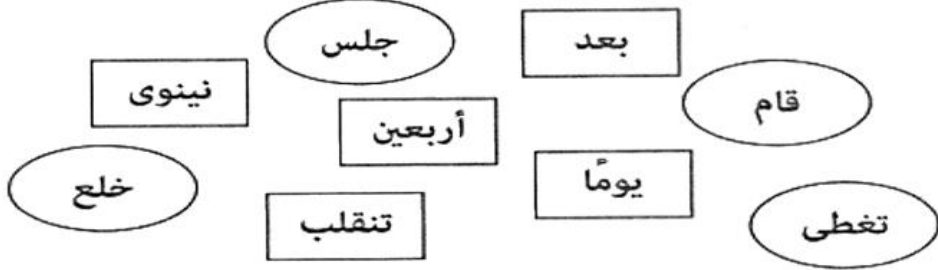 بعد
جلس
قام
نينوى
أربعين
يومًا
خلع
تنقلب
تغطى